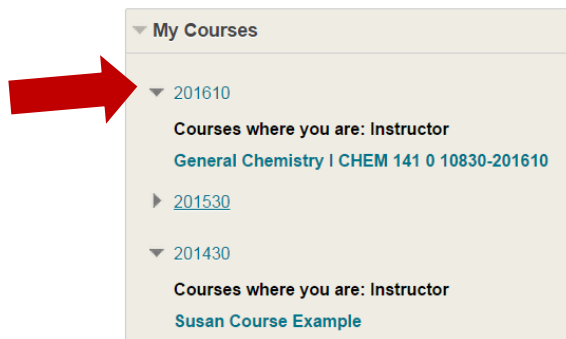 My Courses
201610
Courses where you are: Instructor
General Chemistry I CHEM 141 0 10830-201610
201530
201430
Courses where you are: Instructor
Susan Course Example